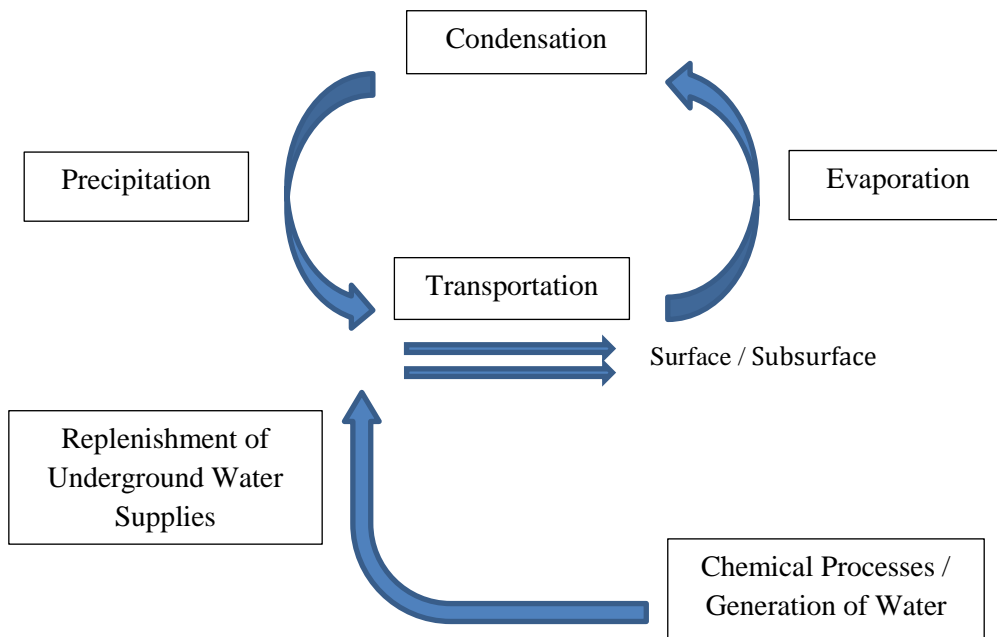 Condensation
Precipitation
Evaporation
Transportation
Surface / Subsurface
Replenishment of
Underground Water
Supplies
Chemical Processes /
Generation of Water